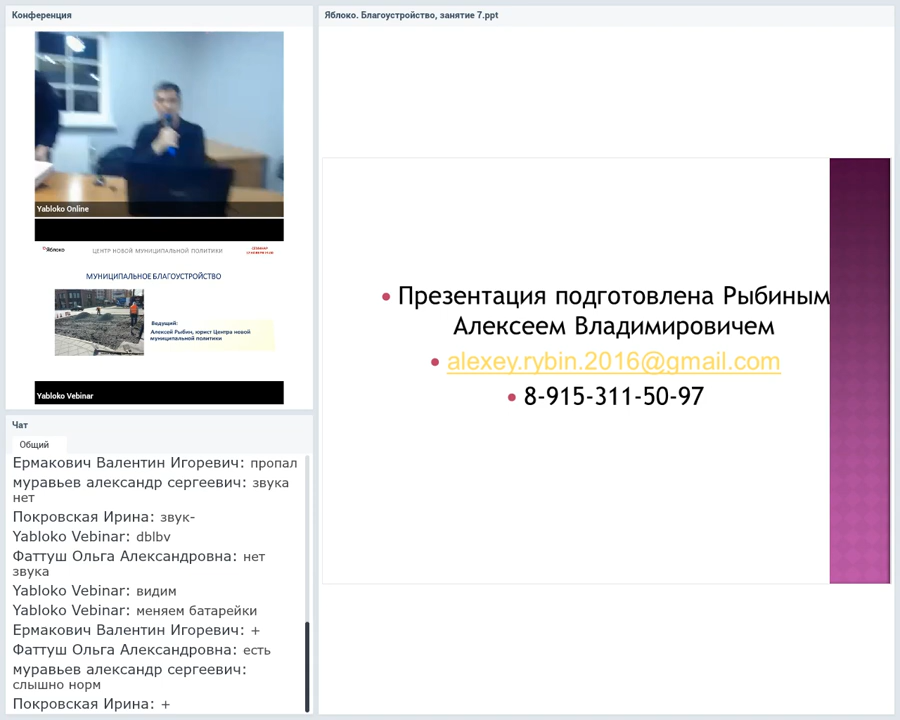 Конференция
Yabloko Online
Яблоко
ЦЕНТР НОВОЙ МУНИЦИПАЛЬНОЙ ПОЛИТИКИ
МУНИЦИПАЛЬНОЕ БЛАГОУСТРОЙСТВО
Ведущий:
Алексей Рыбин, юрист Центра новой
муниципальной политики
Yabloko Vebinar
Чат
Общий
Ермакович Валентин Игоревич: пропал
муравьев александр сергеевич: звука
нет
Покровская Ирина: звук-
Yabloko Vebinar: dblbv
Фаттуш Ольга Александровна: нет
звука
Yabloko Vebinar: видим
Yabloko Vebinar: меняем батарейки
Ермакович Валентин Игоревич: +
Фаттуш Ольга Александровна: есть
муравьев александр сергеевич:
слышно норм
Покровская Ирина: +
Яблоко. Благоустройство, занятие 7.ppt
• Презентация подготовлена Рыбиным
Алексеем Владимировичем
• alexey.rybin.2016@gmail.com
• 8-915-311-50-97